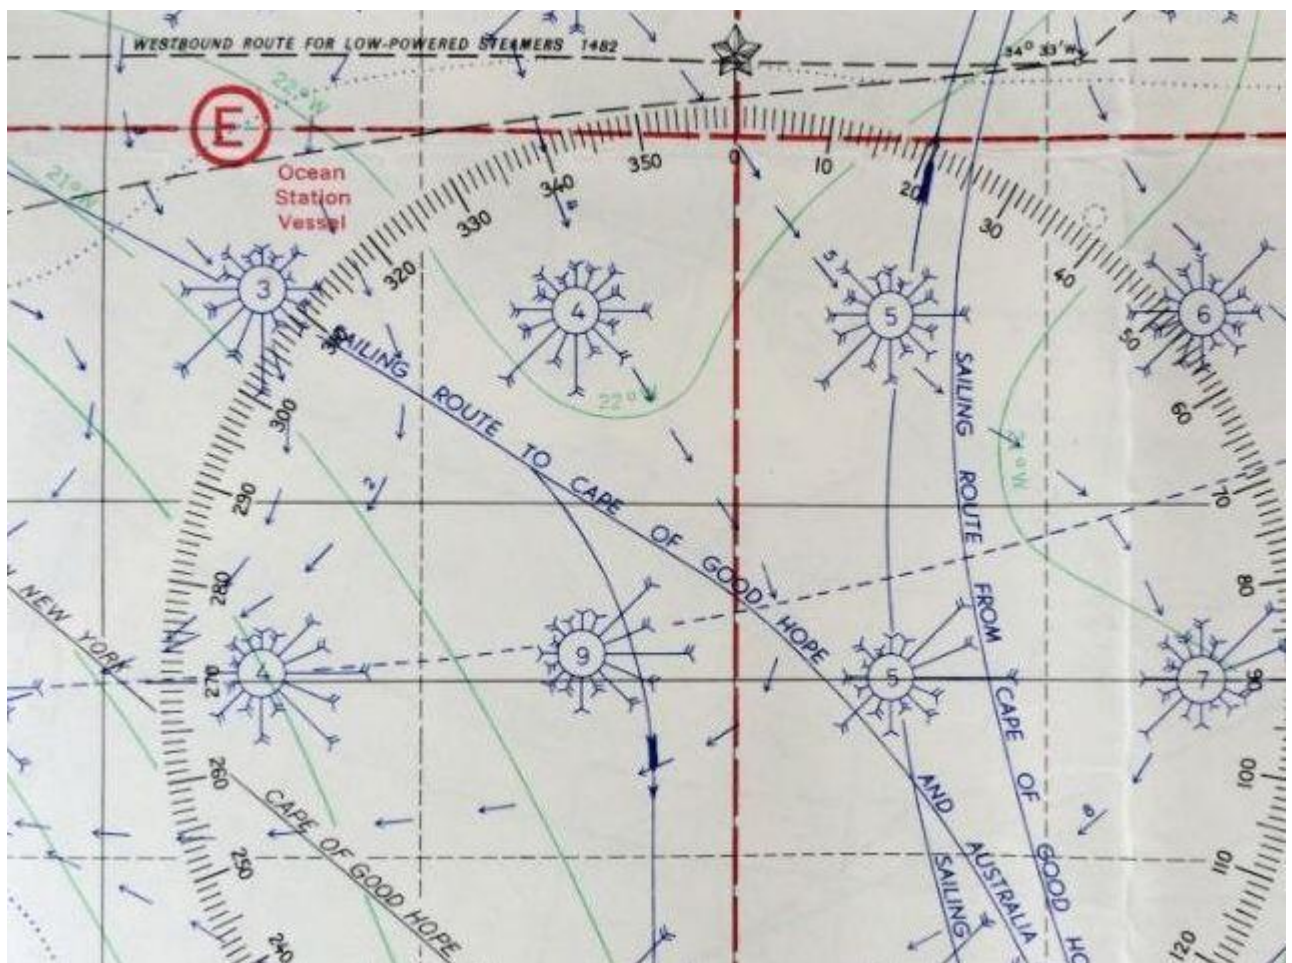 WESTBOUND ROUTE FOR LOW-POWERED STEAMERS 1482
34° 33'W
22°W
E
Ocean
Station
Vessel
21°
350
0
10
340
20
330
30
320
40
3
4
5
5
6
50
SAILING ROUTE TO CAPE OF GOOD HOPE AND AUSTRALIA
300
60
22°
SAILING ROUTE FROM CAPE OF GOOD HO
21°W
290
2
70
280
80
NEW YORK
9
7
270
90
260
100
CAPE OF GOOD HOPE
8
250
110
SAILING
240
120